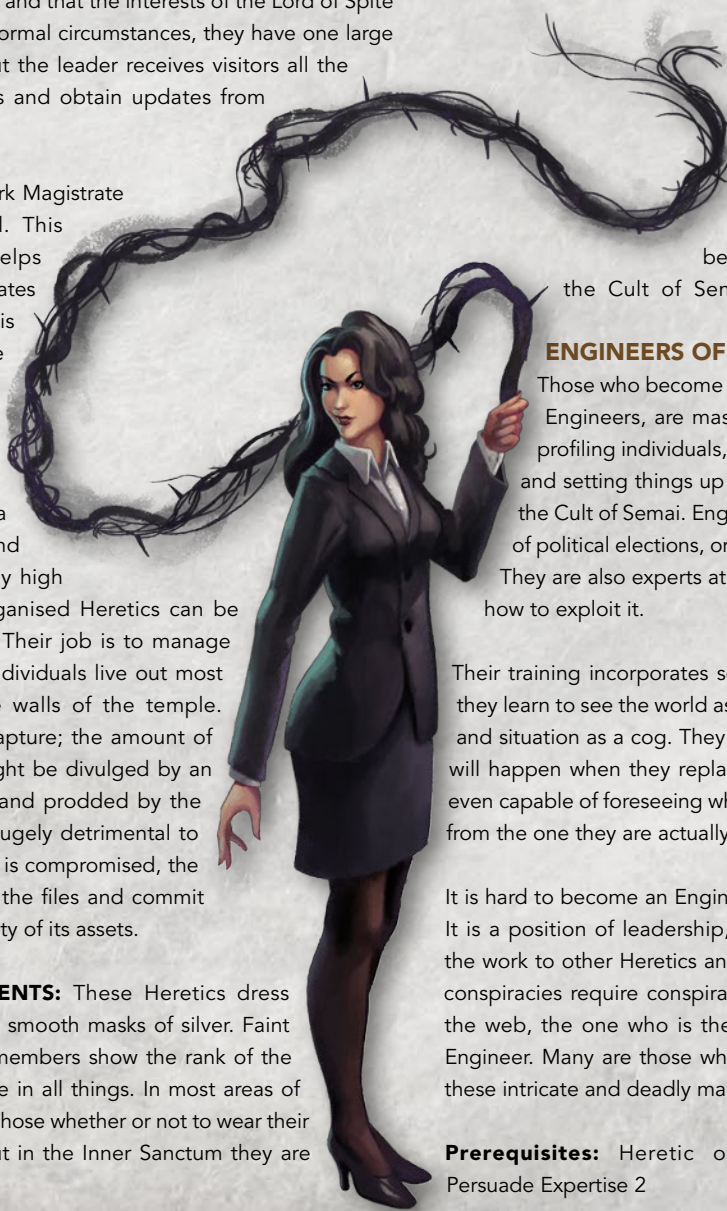 and that the interests of the Lord of Spite
ormal circumstances, they have one large
ut the leader receives visitors all the
s and obtain updates from
rk Magistrate
l. This
elps
ates
is
e
a
nd
y high
ganised Heretics can be
Their job is to manage
dividuals live out most
e walls of the temple.
apture; the amount of
ght be divulged by an
and prodded by the
ugely detrimental to
is compromised, the
the files and commit
ty of its assets.
ENTS: These Heretics dress
smooth masks of silver. Faint
members show the rank of the
e in all things. In most areas of
hose whether or not to wear their
ut in the Inner Sanctum they are
be
the Cult of Sem
ENGINEERS OF
Those who become
Engineers, are mas
profiling individuals,
and setting things up
the Cult of Semai. Eng
of political elections, or
They are also experts at
how to exploit it.
Their training incorporates s
they learn to see the world as
and situation as a cog. They
will happen when they repla
even capable of foreseeing wh
from the one they are actually
It is hard to become an Engin
It is a position of leadership,
the work to other Heretics an
conspiracies require conspira
the web, the one who is the
Engineer. Many are those wh
these intricate and deadly ma
Prerequisites: Heretic o
Persuade Expertise 2